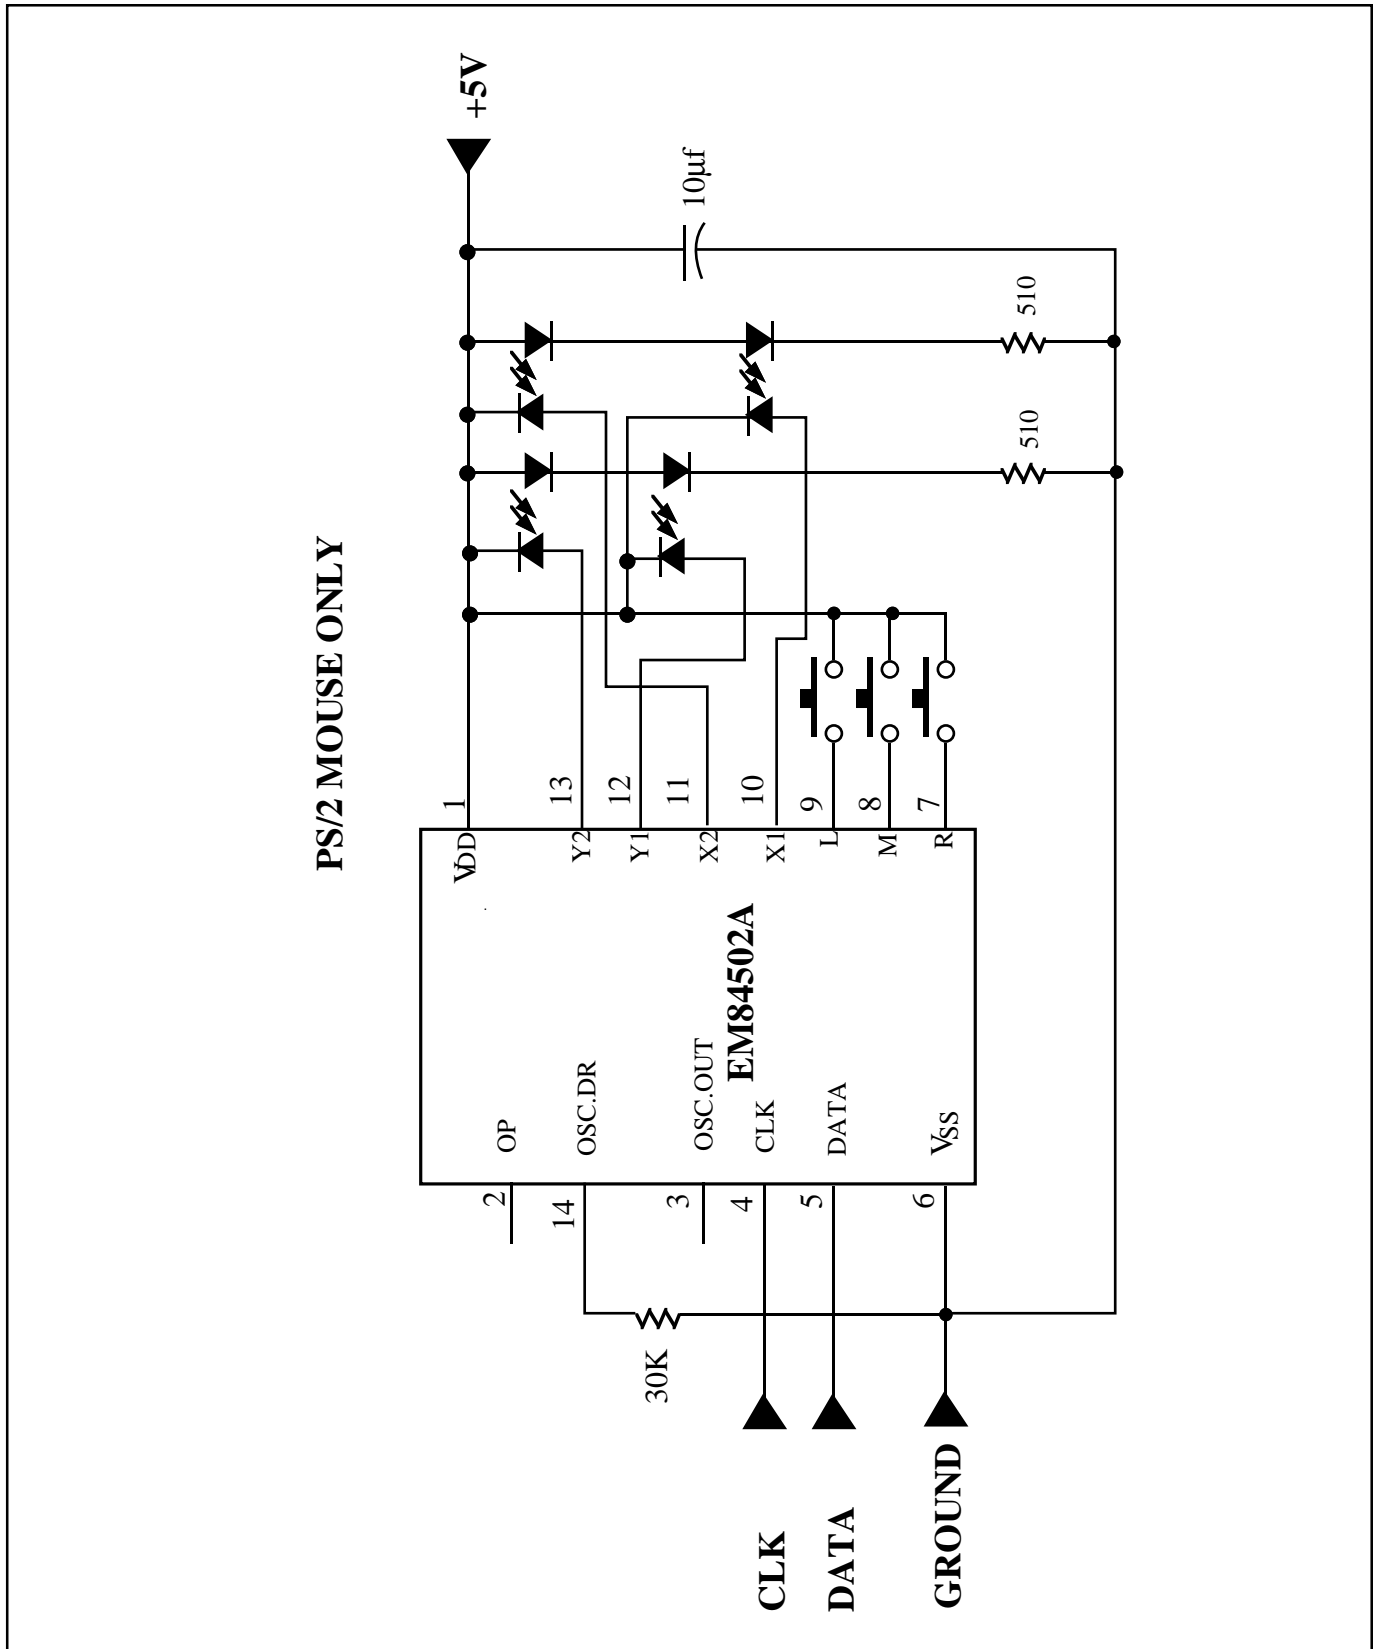 PS/2 MOUSE ONLY
+5V
10μf
510
510
1
13
12
11
10
9
8
7
VDD
Y2
Y1
X2
X1
L
M
R
EM84502A
OP
OSC.DR
OSC.OUT
CLK
DATA
VSS
2
14
3
4
5
6
30K
CLK
DATA
GROUND